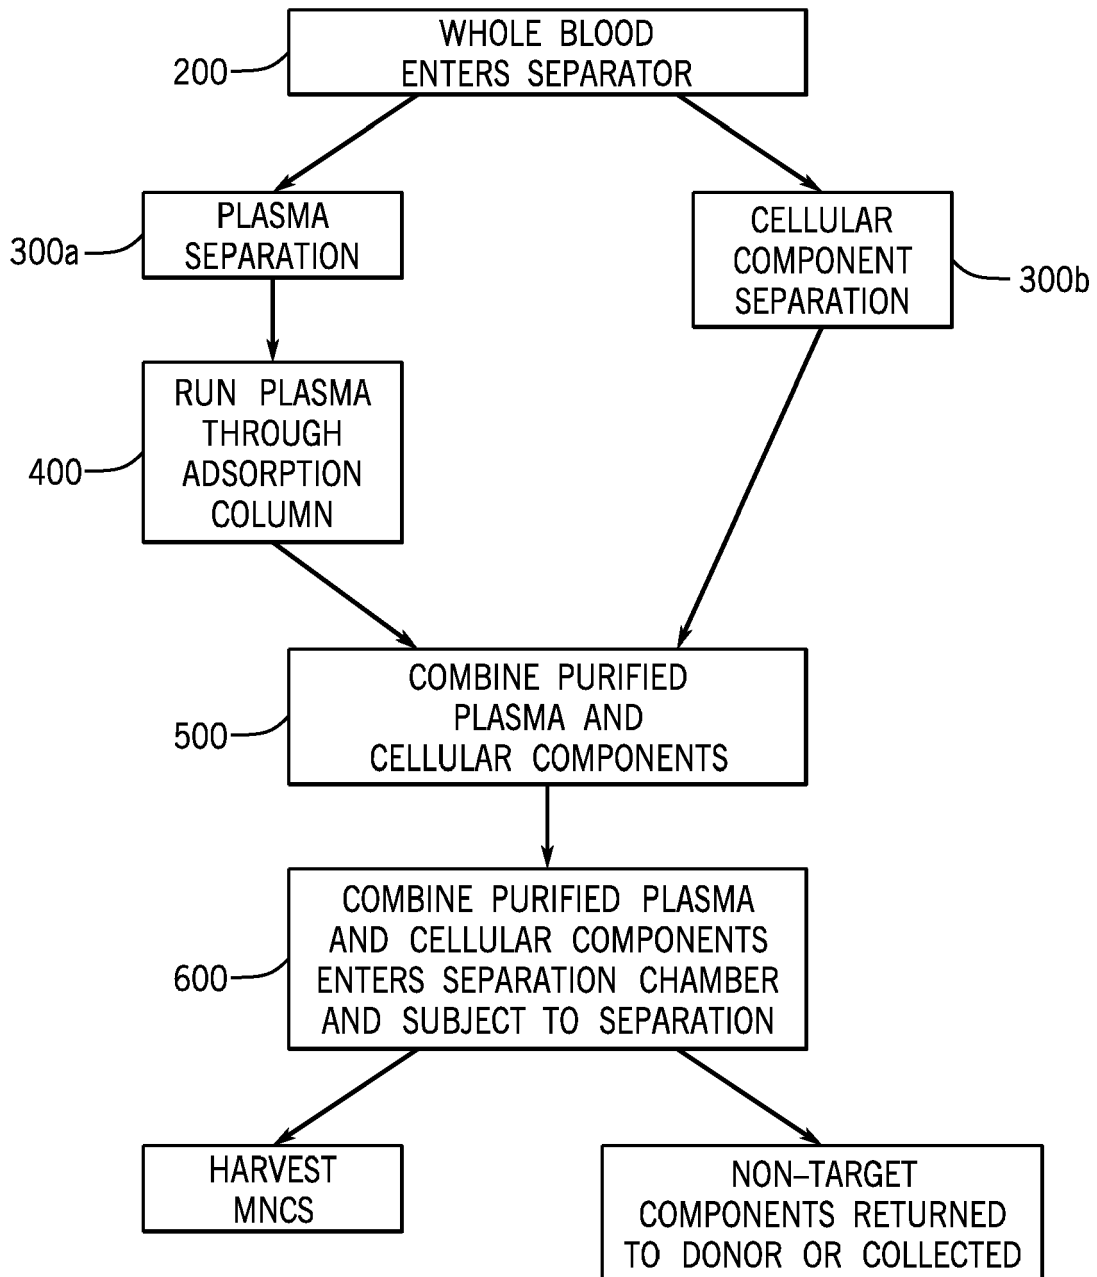 WHOLE BLOOD
ENTERS SEPARATOR
200
PLASMA
SEPARATION
300a
CELLULAR
COMPONENT
SEPARATION
300b
RUN PLASMA
THROUGH
ADSORPTION
COLUMN
400
COMBINE PURIFIED
PLASMA AND
CELLULAR COMPONENTS
500
COMBINE PURIFIED PLASMA
AND CELLULAR COMPONENTS
ENTERS SEPARATION CHAMBER
AND SUBJECT TO SEPARATION
600
HARVEST
MNCS
NON-TARGET
COMPONENTS RETURNED
TO DONOR OR COLLECTED